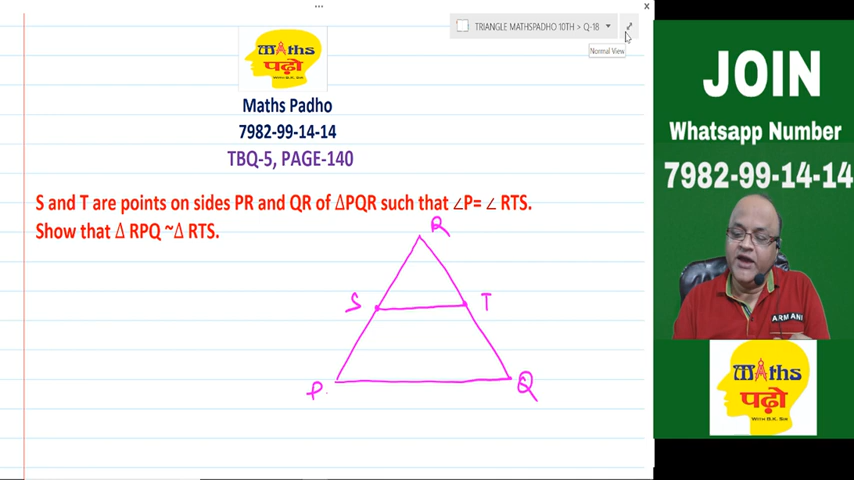 TRIANGLE MATHSPADHO 10TH > Q-18
Normal View
Maths
पढ़ो
WITH B.K. SIR
Maths Padho
7982-99-14-14
TBQ-5, PAGE-140
S and T are points on sides PR and QR of ΔPQR such that ∠P= ∠ RTS.
Show that Δ RPQ ~Δ RTS.
R
S
T
P
Q
JOIN
Whatsapp Number
7982-99-14-14
ARMANI
Maths
पढ़ो
WITH B.K. SIR